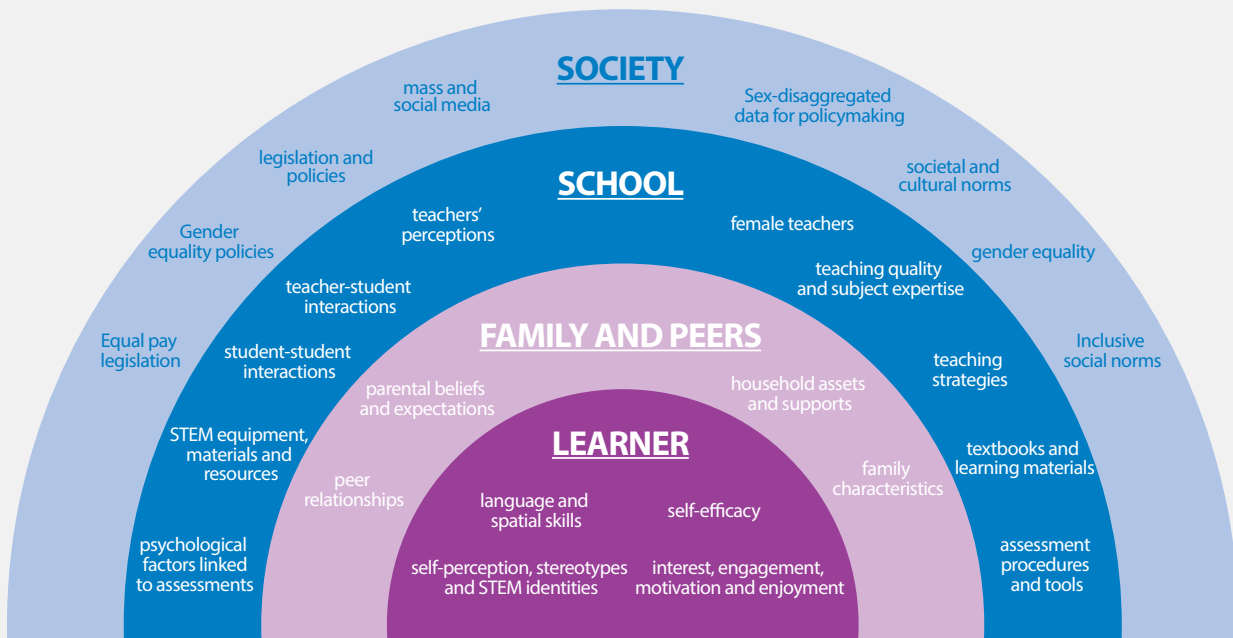 SOCIETY
mass and
social media
Sex-disaggregated
data for policymaking
legislation and
policies
societal and
cultural norms
Gender
equality policies
gender equality
Equal pay
legislation
Inclusive
social norms
SCHOOL
teachers’
perceptions
female teachers
teacher-student
interactions
teaching quality
and subject expertise
student-student
interactions
teaching
strategies
STEM equipment,
materials and
resources
textbooks and
learning materials
psychological
factors linked
to assessments
assessment
procedures
and tools
FAMILY AND PEERS
parental beliefs
and expectations
household assets
and supports
peer
relationships
family
characteristics
LEARNER
language and
spatial skills
self-efficacy
self-perception, stereotypes
and STEM identities
interest, engagement,
motivation and enjoyment